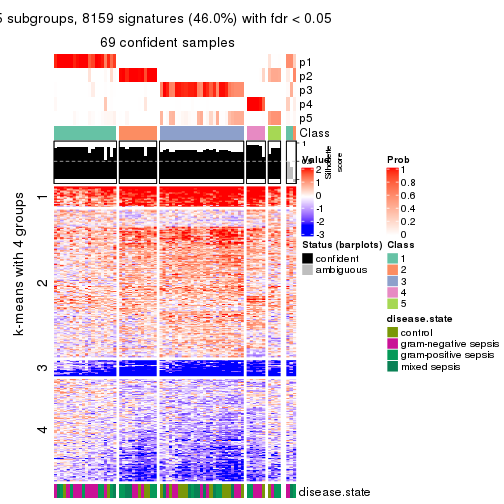 5 subgroups, 8159 signatures (46.0%) with fdr < 0.05
69 confident samples
p1
p2
p3
p4
p5
Class
1
Silhouette
score
k-means with 4 groups
1
2
3
4
disease.state
Value
2
1
0
-1
-2
-3
Status (barplots)
confident
ambiguous
Prob
1
0.8
0.6
0.4
0.2
0
Class
1
2
3
4
5
disease.state
control
gram-negative sepsis
gram-positive sepsis
mixed sepsis